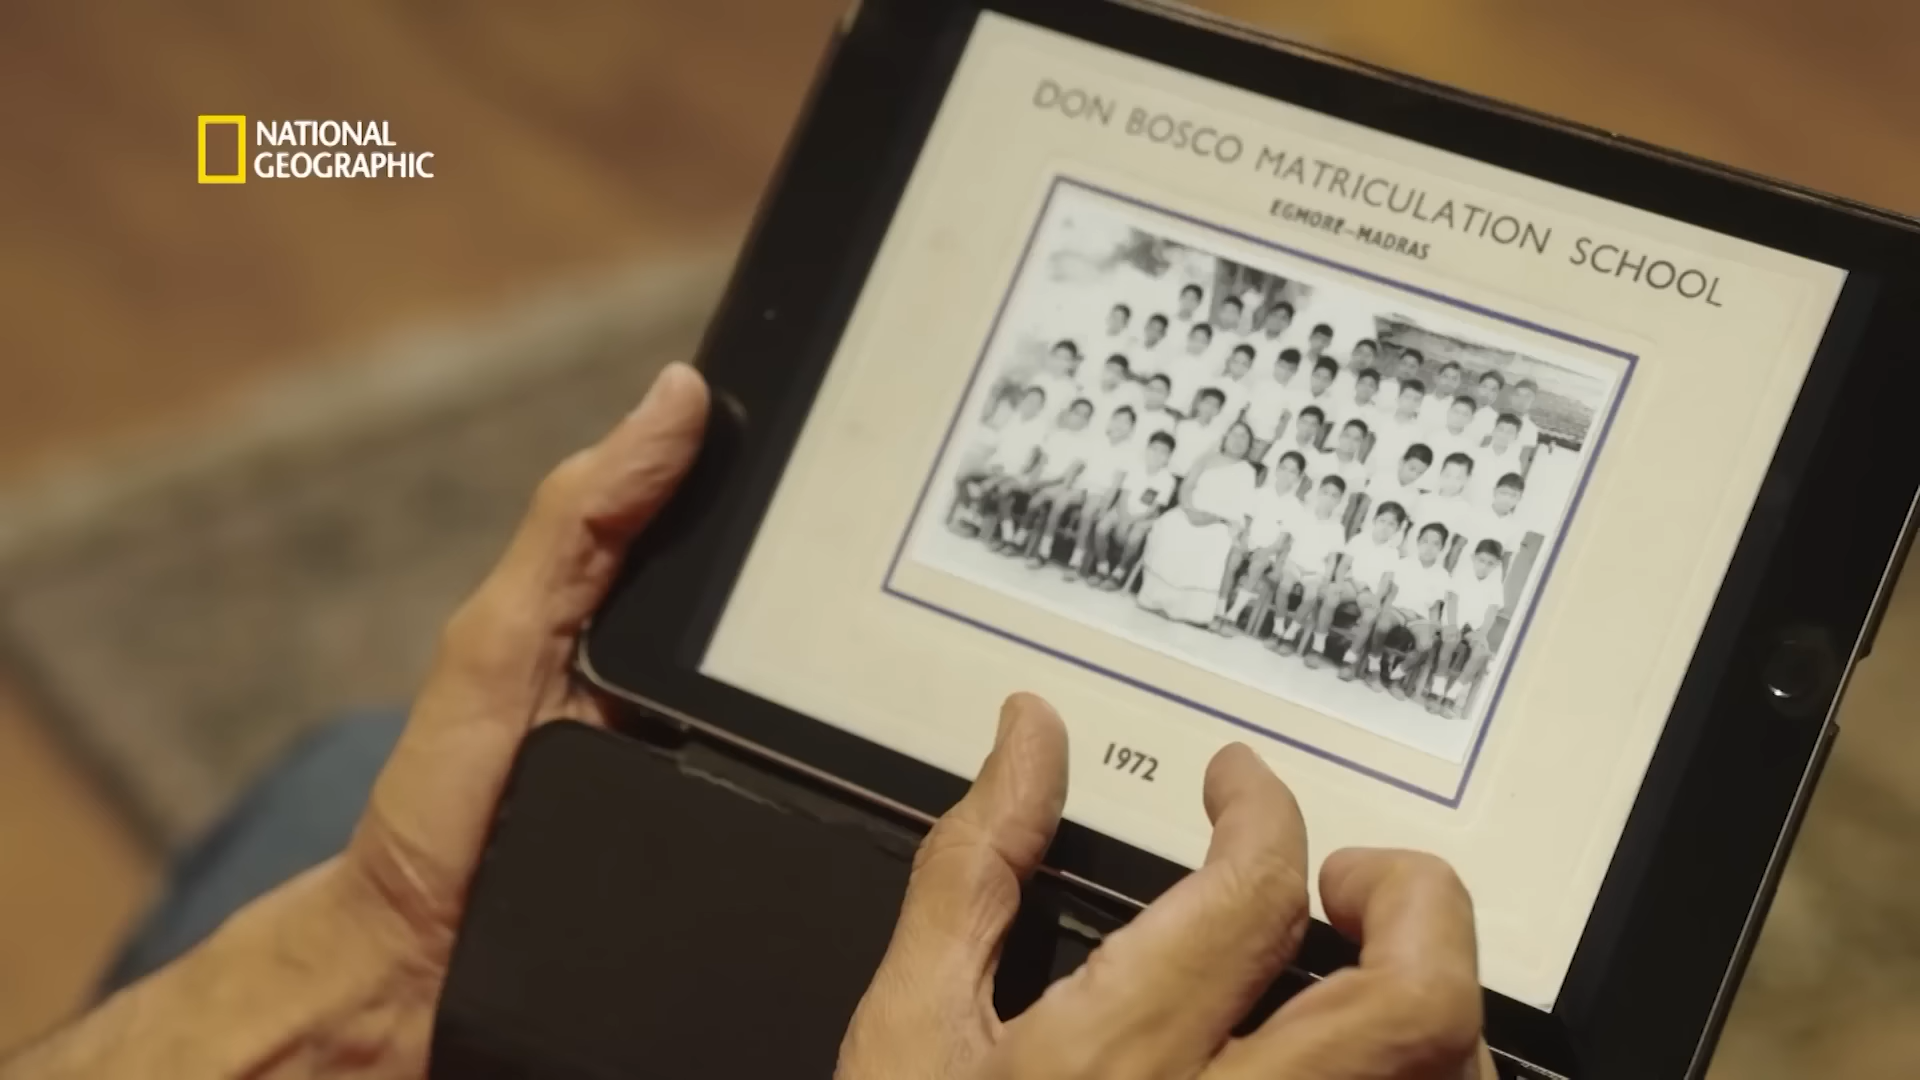 NATIONAL
GEOGRAPHIC
DON BOSCO MATRICULATION SCHOOL
EGMORE–MADRAS
1972